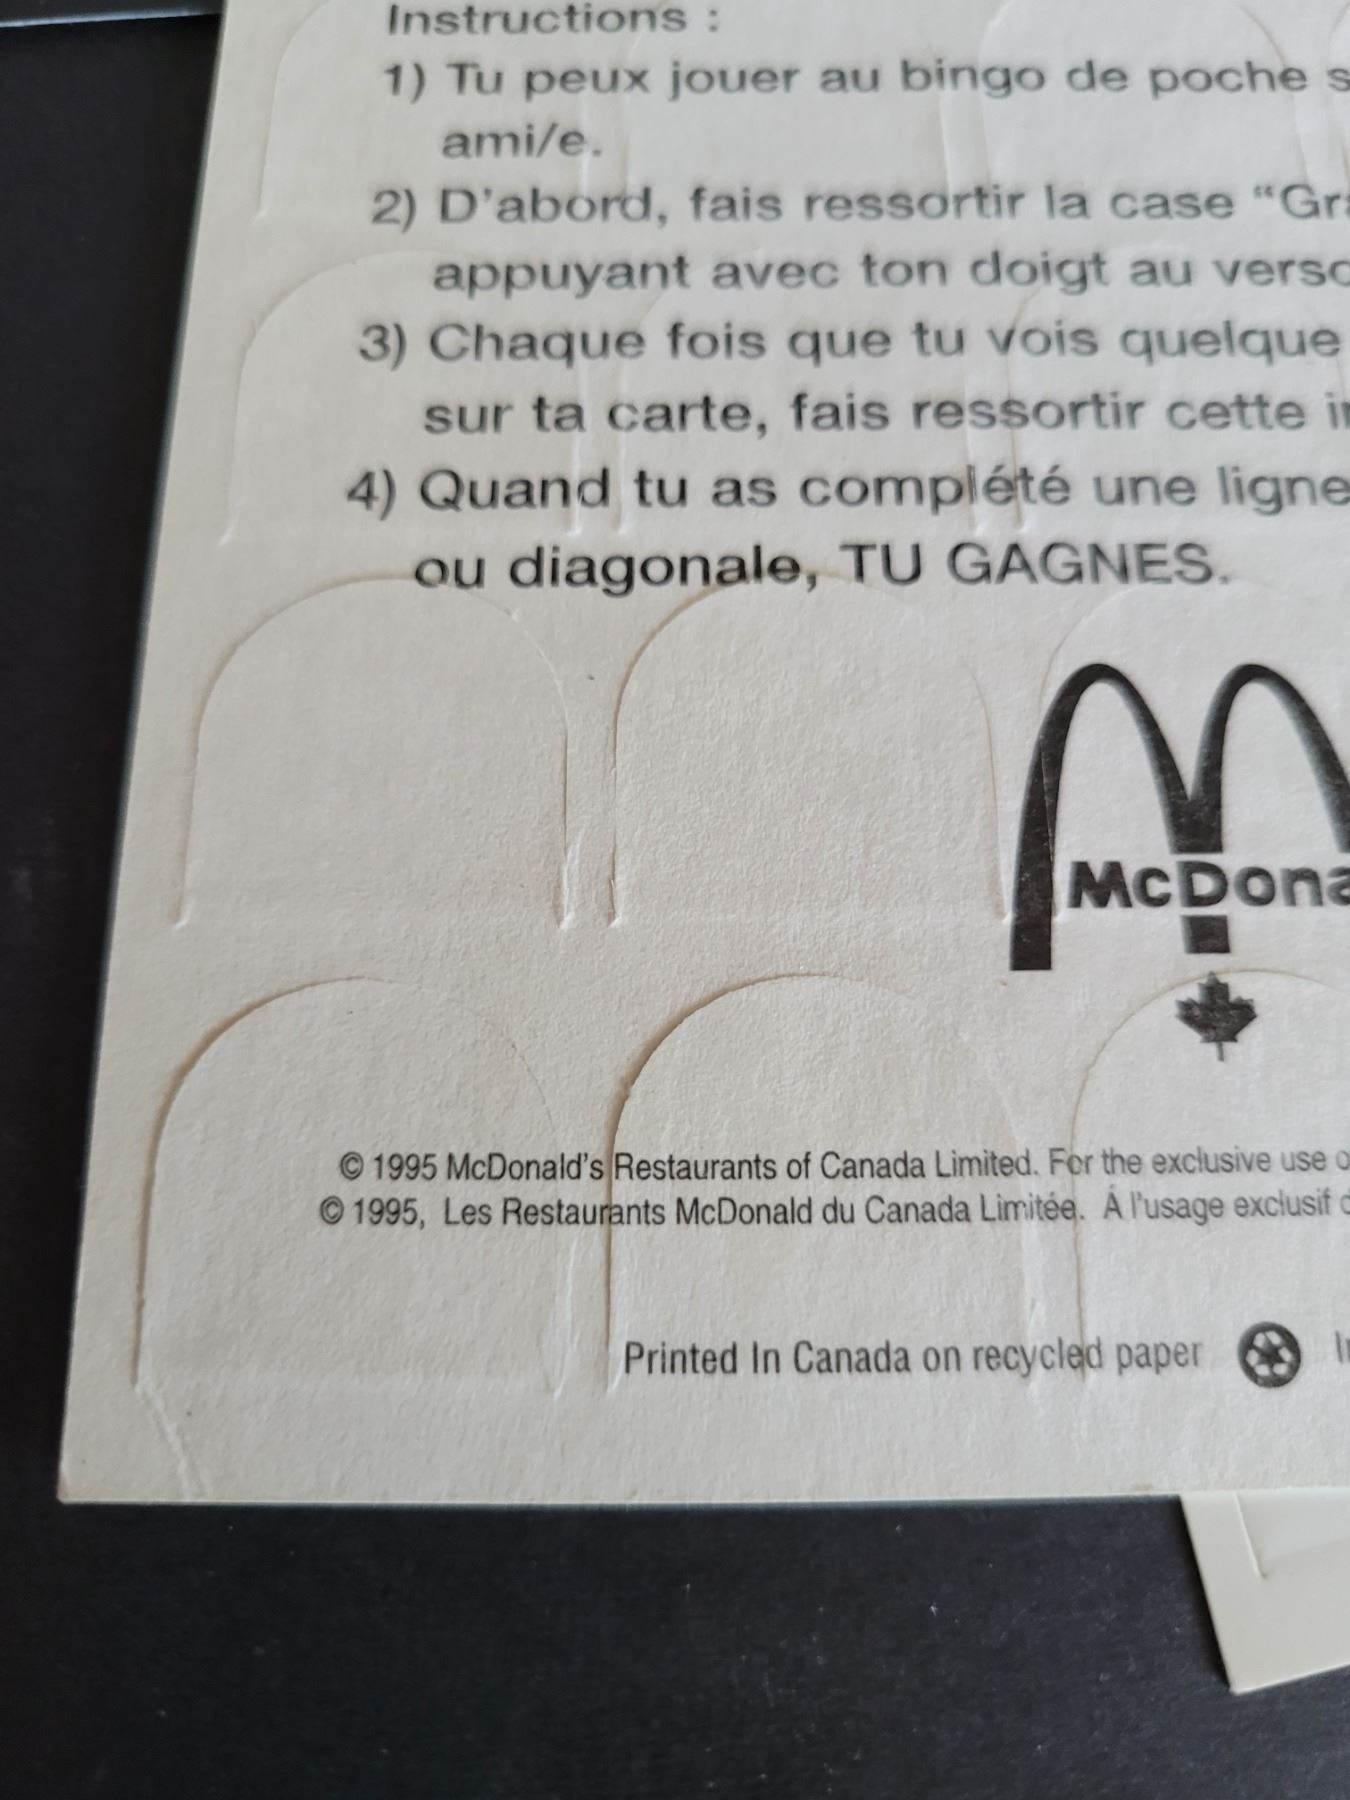 Instructions :
1) Tu peux jouer au bingo de poche
ami/e.
2) D'abord, fais ressortir la case
appuyant avec ton doigt au verso
3) Chaque fois que tu vois quelque
sur ta carte, fais ressortir cette
4) Quand tu as complété une ligne
ou diagonale, TU GAGNES.
© 1995 McDonald's Restaurants of Canada Limited. For the exclusive use
© 1995, Les Restaurants McDonald du Canada Limitée. À l'usage exclusif
Printed In Canada on recycled paper